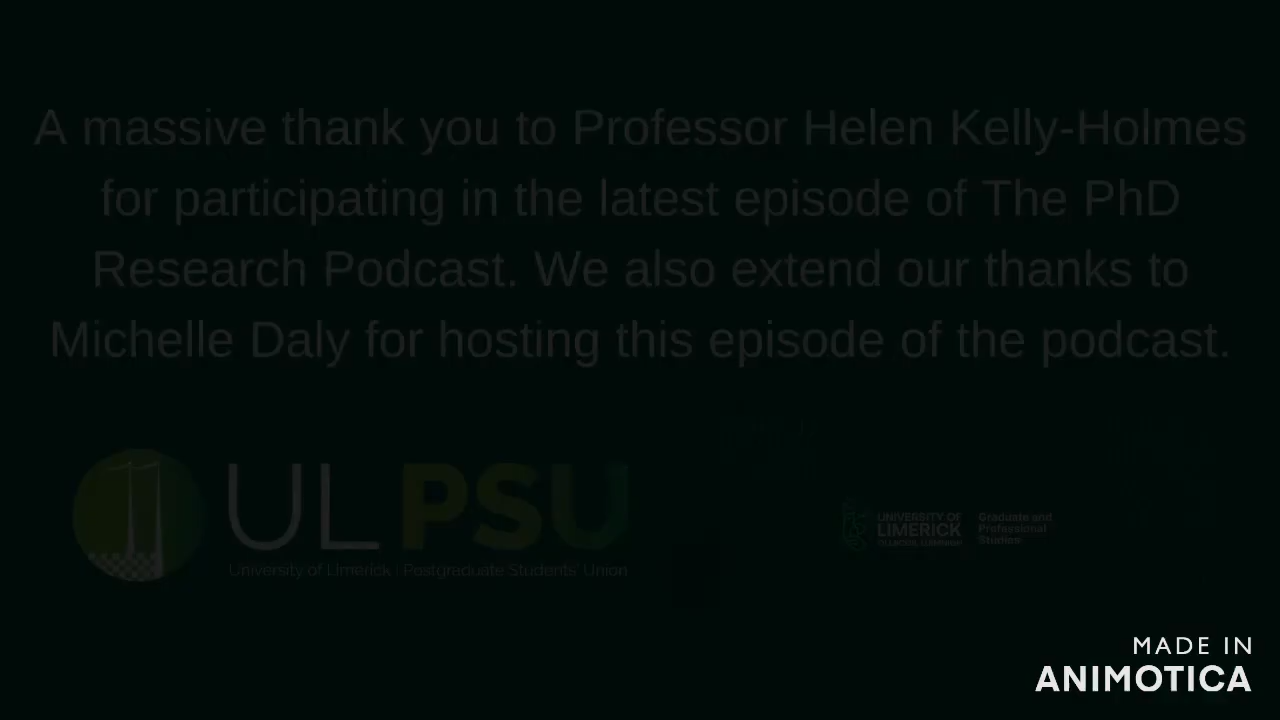 A massive thank you to Professor Helen Kelly-Holmes
for participating in the latest episode of The PhD
Research Podcast. We also extend our thanks to
Michelle Daly for hosting this episode of the podcast.
UL PSU
University of Limerick | Postgraduate Students' Union
UNIVERSITY OF
LIMERICK
Graduate and
Professional
Studies
MADE IN
ANIMOTICA